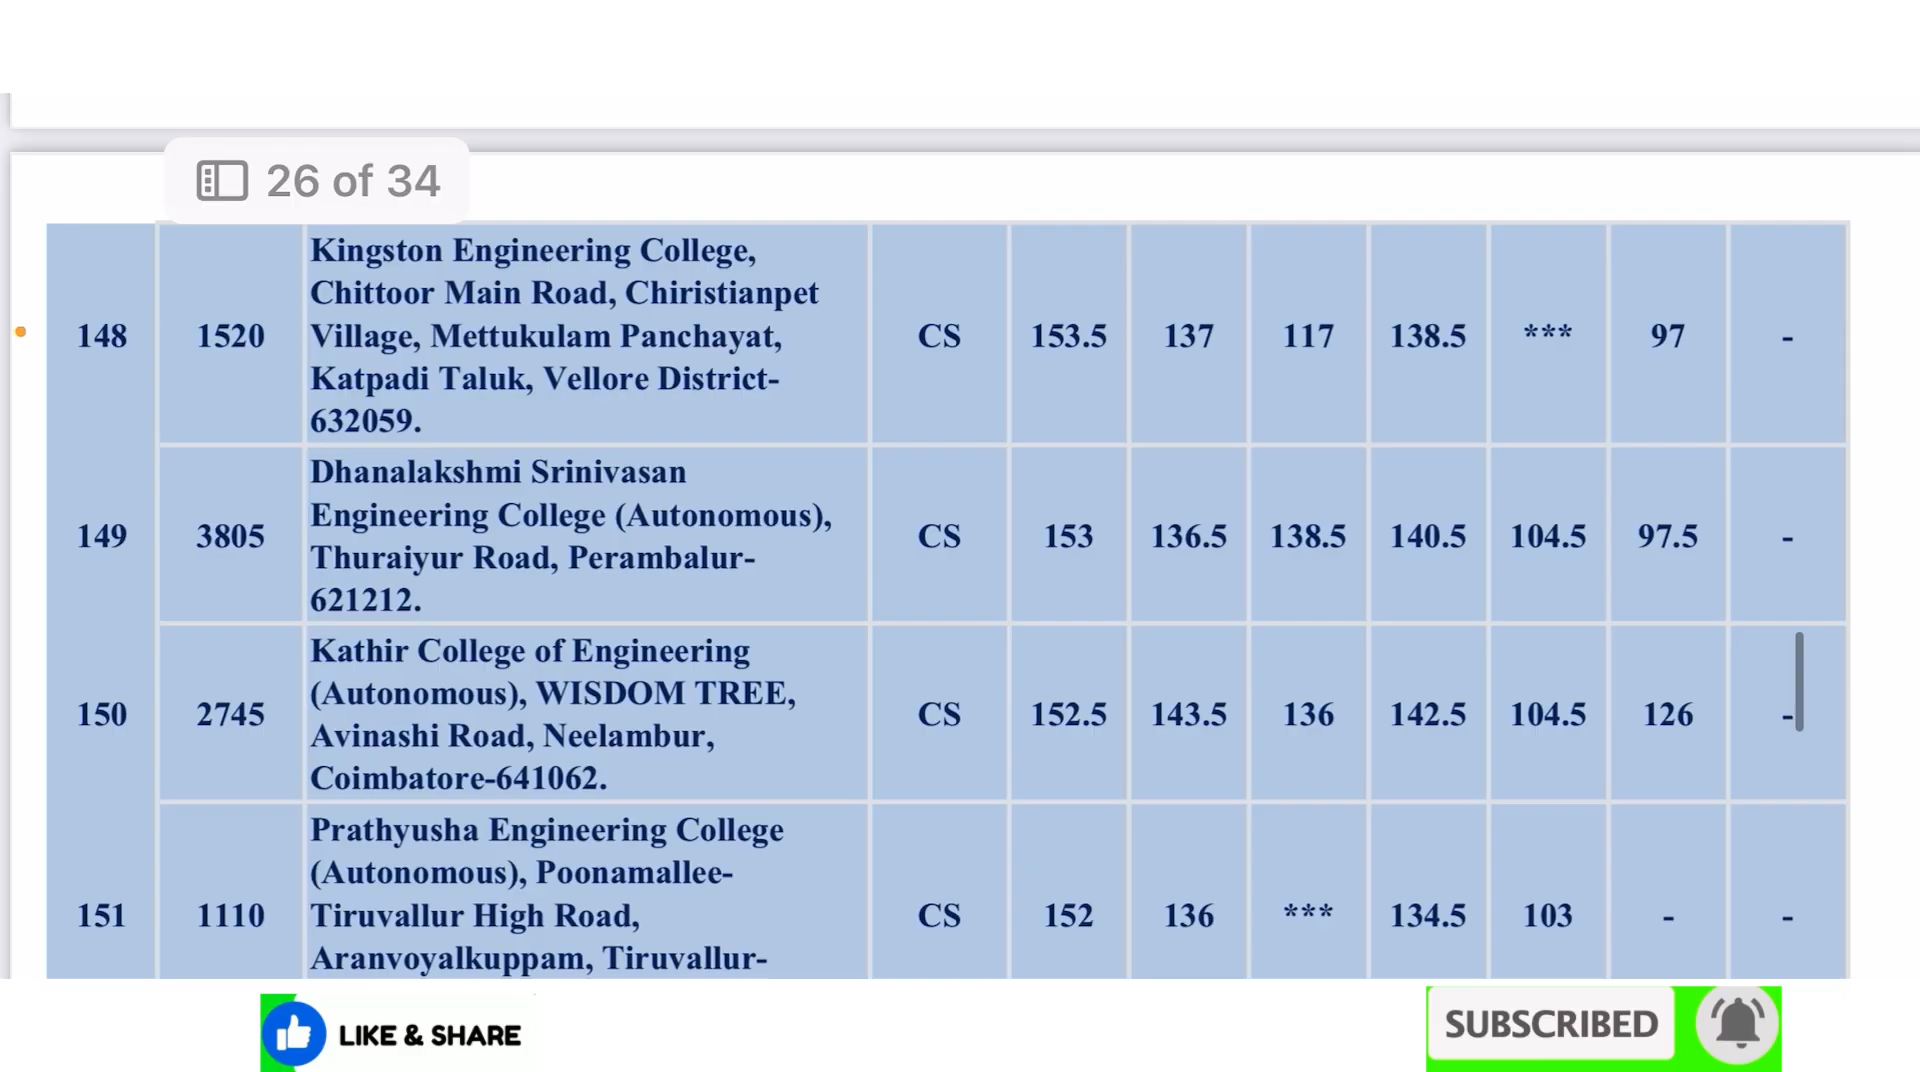 26 of 34
148 1520 Kingston Engineering College, Chittoor Main Road, Chiristianpet Village, Mettukulam Panchayat, Katpadi Taluk, Vellore District-632059. CS 153.5 137 117 138.5 *** 97 -
149 3805 Dhanalakshmi Srinivasan Engineering College (Autonomous), Thuraiyur Road, Perambalur-621212. CS 153 136.5 138.5 140.5 104.5 97.5 -
150 2745 Kathir College of Engineering (Autonomous), WISDOM TREE, Avinashi Road, Neelambur, Coimbatore-641062. CS 152.5 143.5 136 142.5 104.5 126 -
151 1110 Prathyusha Engineering College (Autonomous), Poonamallee-Tiruvallur High Road, Aranvoyalkuppam, Tiruvallur- CS 152 136 *** 134.5 103 - -
LIKE & SHARE
SUBSCRIBED